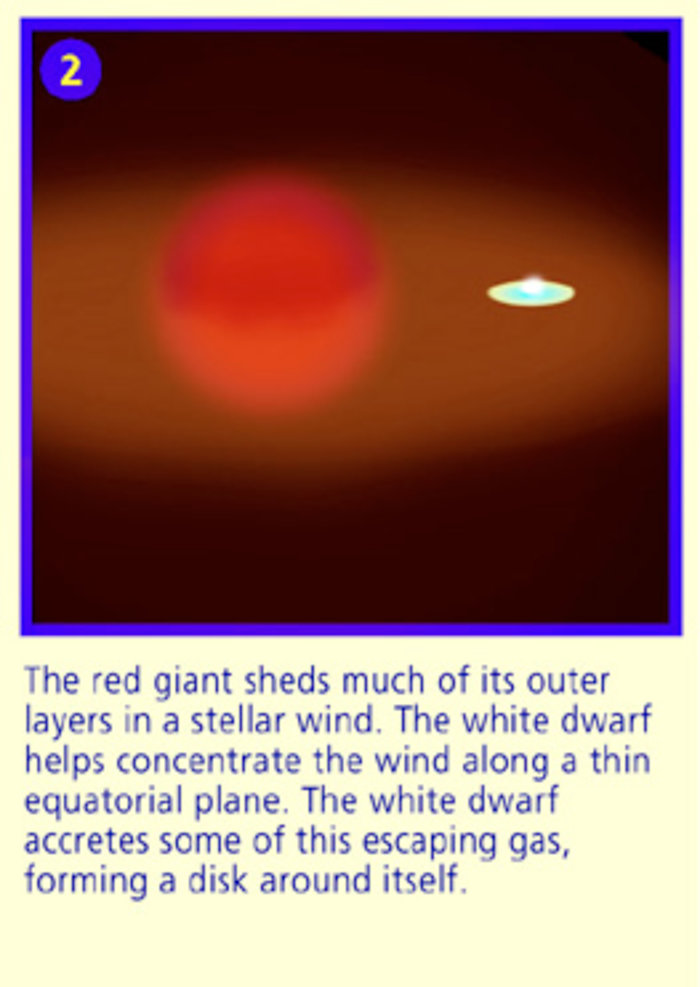 2
The red giant sheds much of its outer
layers in a stellar wind. The white dwarf
helps concentrate the wind along a thin
equatorial plane. The white dwarf
accretes some of this escaping gas,
forming a disk around itself.